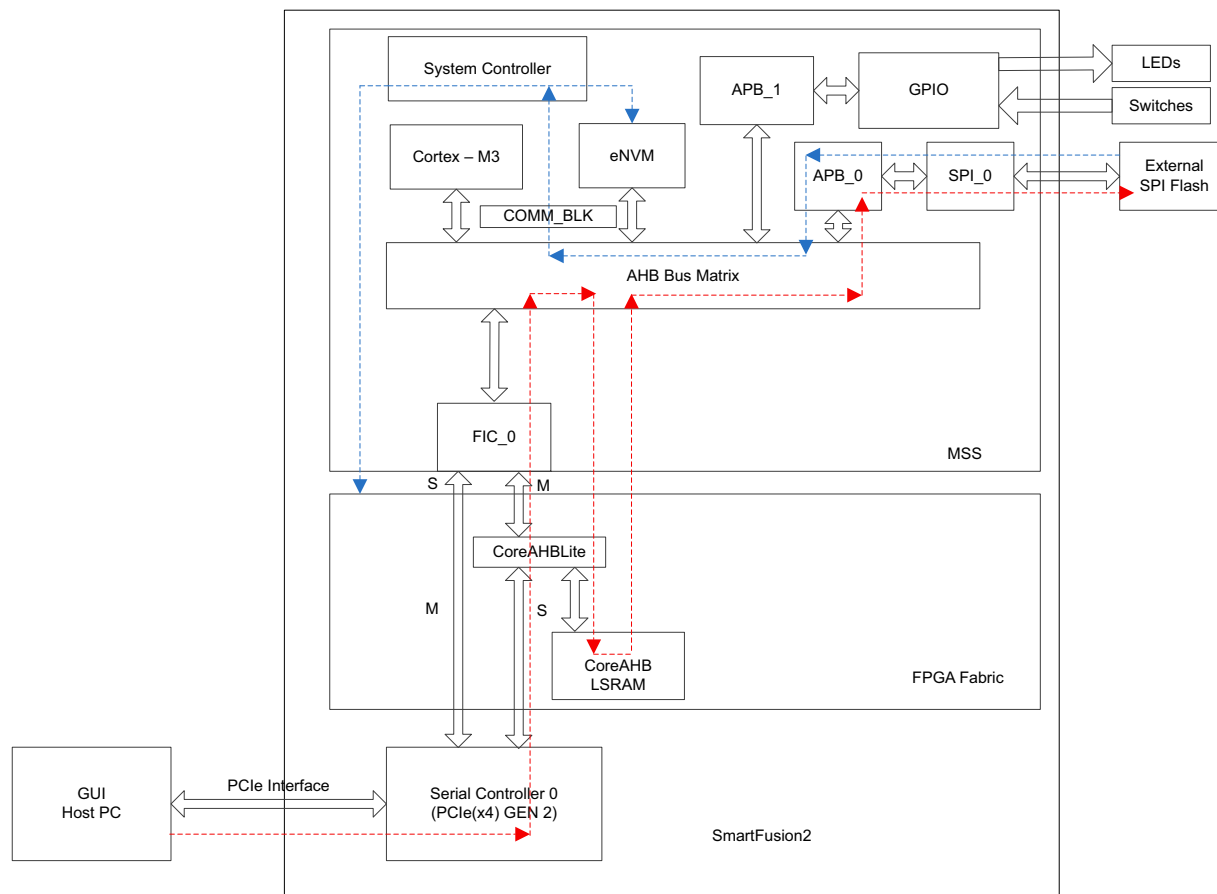 System Controller
APB_1
GPIO
LEDs
Switches
Cortex – M3
eNVM
APB_0
SPI_0
External
SPI Flash
COMM_BLK
AHB Bus Matrix
FIC_0
MSS
S
M
CoreAHBLite
M
S
CoreAHB
LSRAM
FPGA Fabric
GUI
Host PC
PCIe Interface
Serial Controller 0
(PCIe(x4) GEN 2)
SmartFusion2